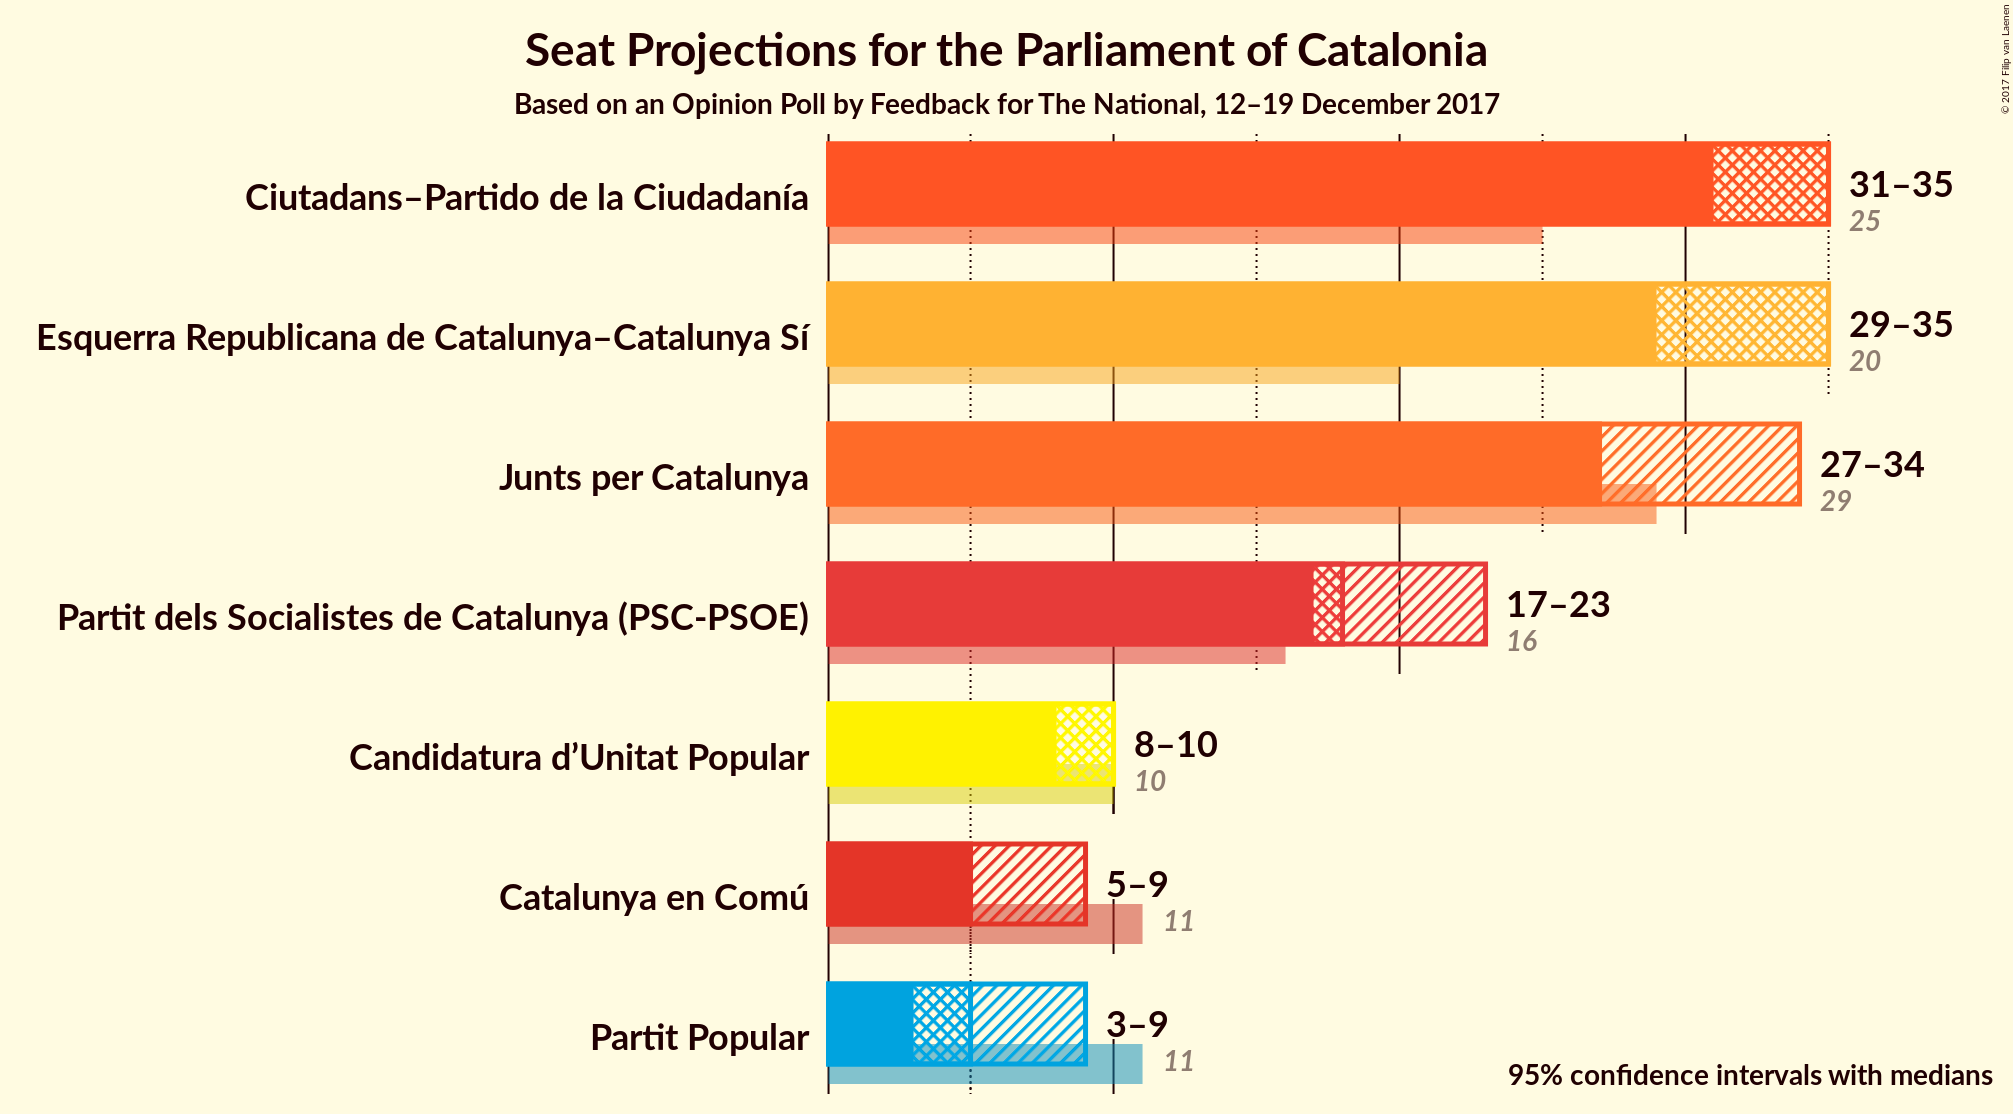 Seat Projections for the Parliament of Catalonia
Based on an Opinion Poll by Feedback for The National, 12–19 December 2017
© 2017 Filip van Laenen
Ciutadans–Partido de la Ciudadanía
31–35
25
Esquerra Republicana de Catalunya–Catalunya Sí
29–35
20
Junts per Catalunya
27–34
29
Partit dels Socialistes de Catalunya (PSC-PSOE)
17–23
16
Candidatura d’Unitat Popular
8–10
10
Catalunya en Comú
5–9
11
Partit Popular
3–9
11
95% confidence intervals with medians